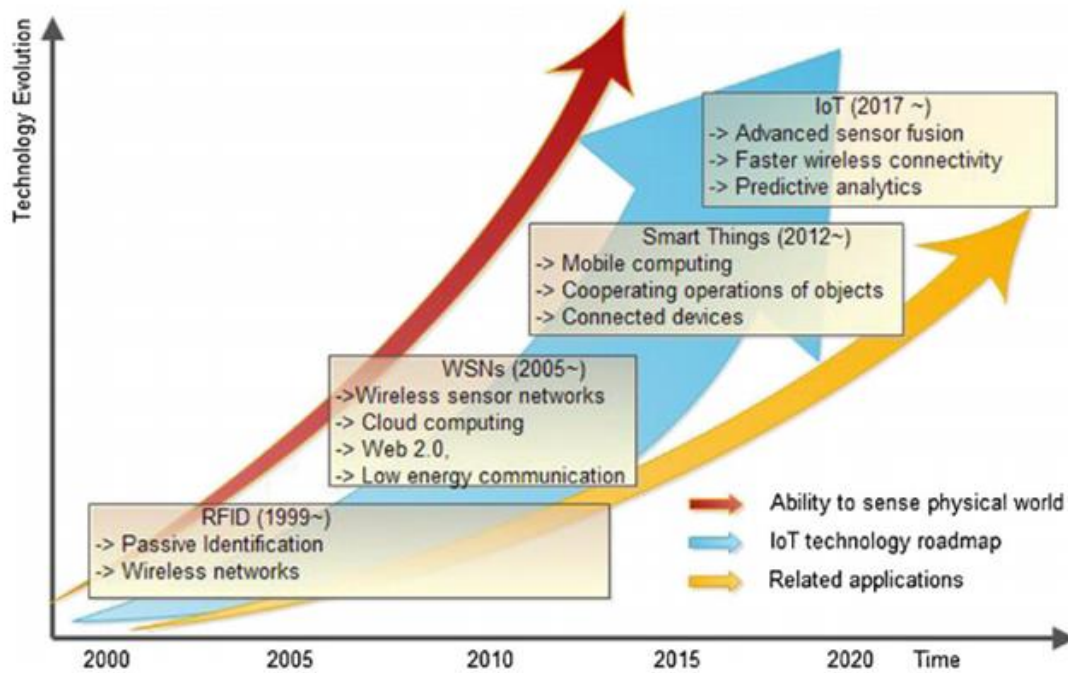 Technology Evolution
IoT (2017 ~)
-> Advanced sensor fusion
-> Faster wireless connectivity
-> Predictive analytics
Smart Things (2012~)
-> Mobile computing
-> Cooperating operations of objects
-> Connected devices
WSNs (2005~)
->Wireless sensor networks
-> Cloud computing
-> Web 2.0,
-> Low energy communication
RFID (1999~)
-> Passive Identification
-> Wireless networks
Ability to sense physical world
IoT technology roadmap
Related applications
2000 2005 2010 2015 2020 Time